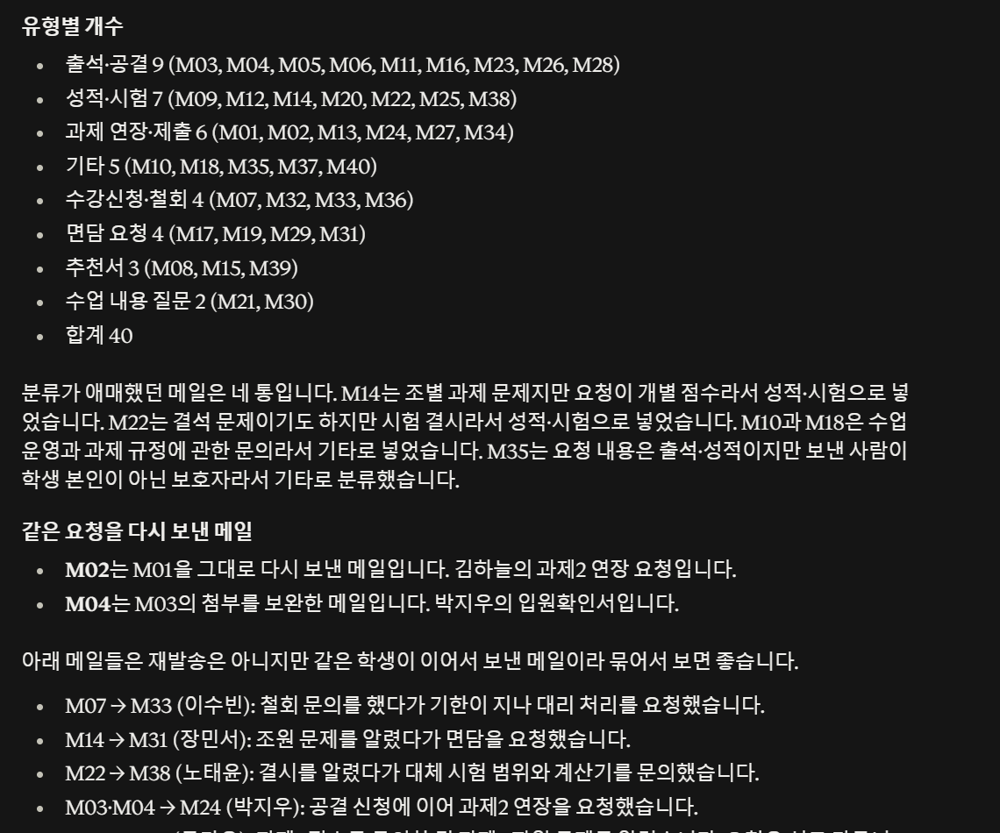 유형별 개수
• 출석·공결 9 (M03, M04, M05, M06, M11, M16, M23, M26, M28)
• 성적·시험 7 (M09, M12, M14, M20, M22, M25, M38)
• 과제 연장·제출 6 (M01, M02, M13, M24, M27, M34)
• 기타 5 (M10, M18, M35, M37, M40)
• 수강신청·철회 4 (M07, M32, M33, M36)
• 면담 요청 4 (M17, M19, M29, M31)
• 추천서 3 (M08, M15, M39)
• 수업 내용 질문 2 (M21, M30)
• 합계 40
분류가 애매했던 메일은 네 통입니다. M14는 조별 과제 문제지만 요청이 개별 점수라서 성적·시험으로 넣
었습니다. M22는 결석 문제이기도 하지만 시험 결시라서 성적·시험으로 넣었습니다. M10과 M18은 수업
운영과 과제 규정에 관한 문의라서 기타로 넣었습니다. M35는 요청 내용은 출석·성적이지만 보낸 사람이
학생 본인이 아닌 보호자라서 기타로 분류했습니다.
같은 요청을 다시 보낸 메일
• M02는 M01을 그대로 다시 보낸 메일입니다. 김하늘의 과제2 연장 요청입니다.
• M04는 M03의 첨부를 보완한 메일입니다. 박지우의 입원확인서입니다.
아래 메일들은 재발송은 아니지만 같은 학생이 이어서 보낸 메일이라 묶어서 보면 좋습니다.
• M07 → M33 (이수빈): 철회 문의를 했다가 기한이 지나 대리 처리를 요청했습니다.
• M14 → M31 (장민서): 조원 문제를 알렸다가 면담을 요청했습니다.
• M22 → M38 (노태윤): 결시를 알렸다가 대체 시험 범위와 계산기를 문의했습니다.
• M03·M04 → M24 (박지우): 공결 신청에 이어 과제2 연장을 요청했습니다.